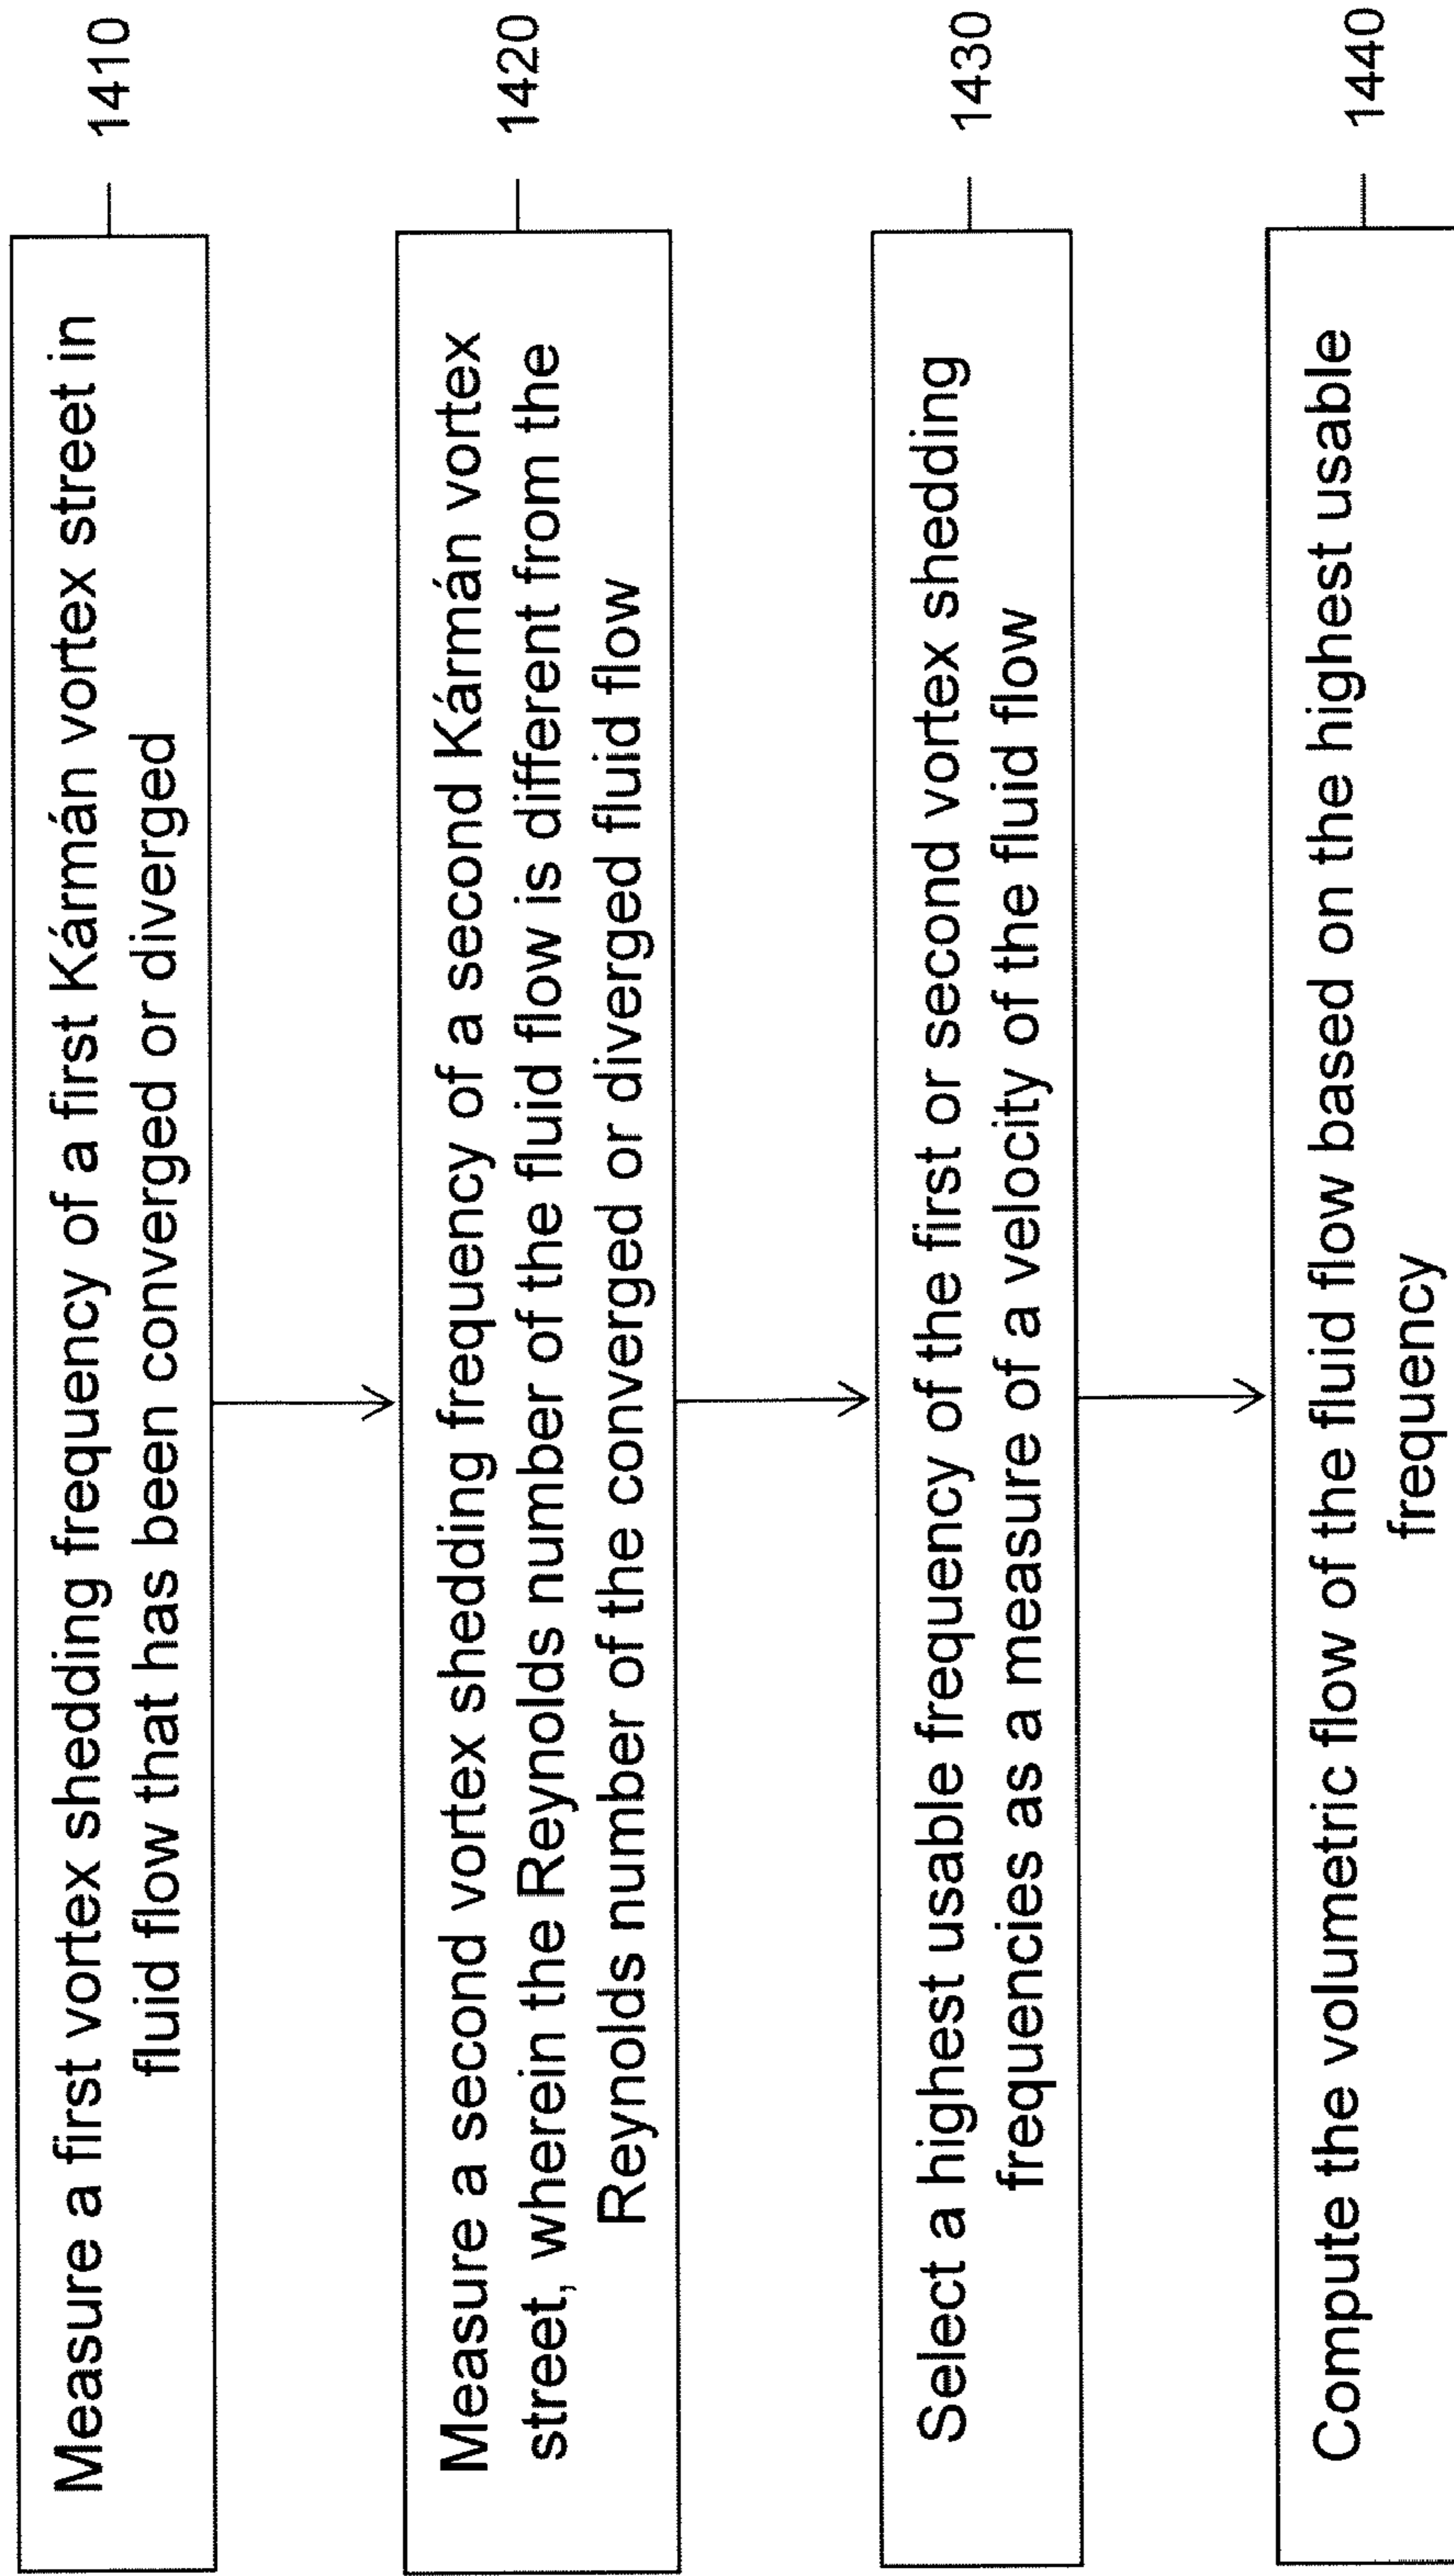 Measure a first vortex shedding frequency of a first Kármán vortex street in
fluid flow that has been converged or diverged
1410
Measure a second vortex shedding frequency of a second Kármán vortex
street, wherein the Reynolds number of the fluid flow is different from the
Reynolds number of the converged or diverged fluid flow
1420
Select a highest usable frequency of the first or second vortex shedding
frequencies as a measure of a velocity of the fluid flow
1430
Compute the volumetric flow of the fluid flow based on the highest usable
frequency
1440